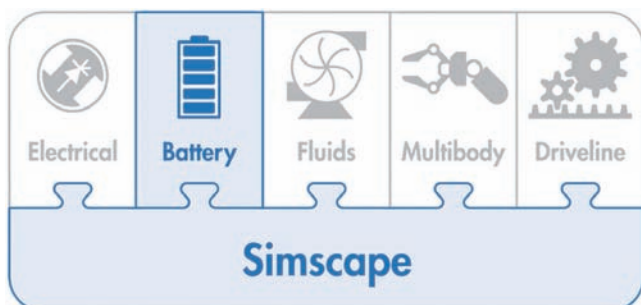 Electrical
Battery
Fluids
Multibody
Driveline
Simscape